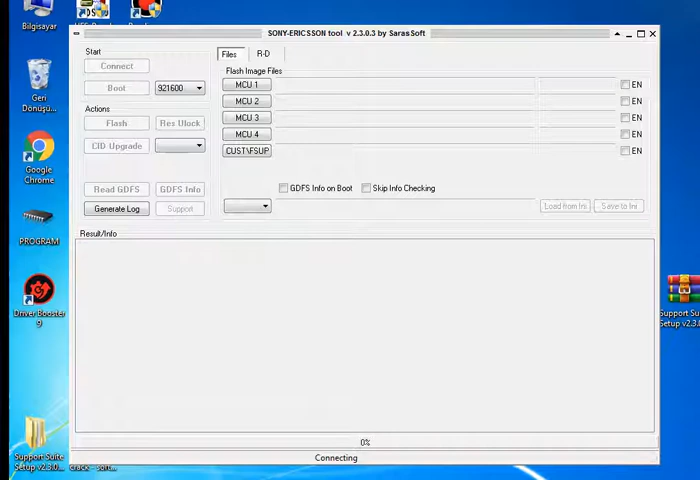 Bilgisayar
SONY-ERICSSON tool v 2.3.0.3 by SarasSoft
Start
Connect
Boot
921600
Actions
Flash
Res Ulock
CID Upgrade
Read GDFS
GDFS Info
Generate Log
Support
Files
R-D
Flash Image Files
MCU 1
EN
MCU 2
EN
MCU 3
EN
MCU 4
EN
CUST\FSUP
EN
GDFS Info on Boot
Skip Info Checking
Load from Ini
Save to Ini
Result/Info
0%
Connecting
Geri
Dönüşü...
Google
Chrome
PROGRAM
Driver Booster
9
Support Suite
Setup v2.3.0...
crack - soft...
Support Su
Setup v2.3.0